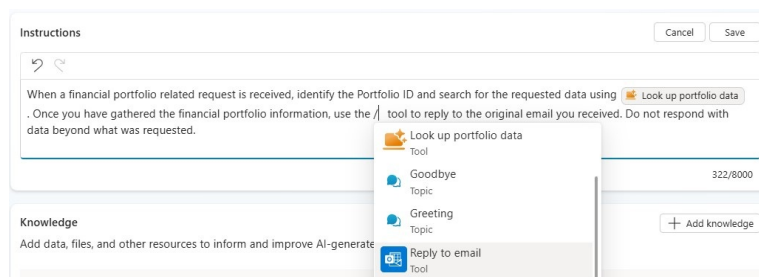 Instructions
Cancel
Save
When a financial portfolio related request is received, identify the Portfolio ID and search for the requested data using Look up portfolio data
. Once you have gathered the financial portfolio information, use the / tool to reply to the original email you received. Do not respond with
data beyond what was requested.
Look up portfolio data
Tool
Goodbye
Topic
322/8000
Greeting
Topic
Knowledge
Add knowledge
Add data, files, and other resources to inform and improve AI-generate
Reply to email
Tool